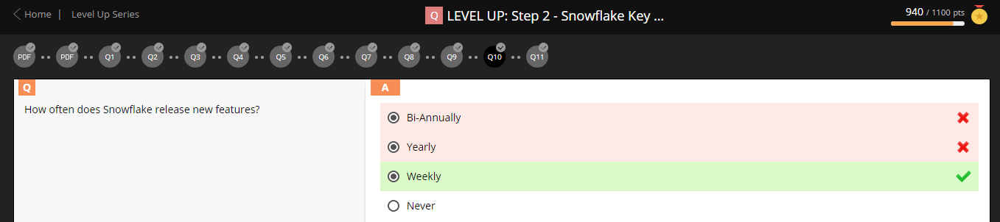 Home | Level Up Series
Q LEVEL UP: Step 2 - Snowflake Key ...
940 / 1100 pts
PDF PDF Q1 Q2 Q3 Q4 Q5 Q6 Q7 Q8 Q9 Q10 Q11
Q
How often does Snowflake release new features?
A
Bi-Annually
Yearly
Weekly
Never